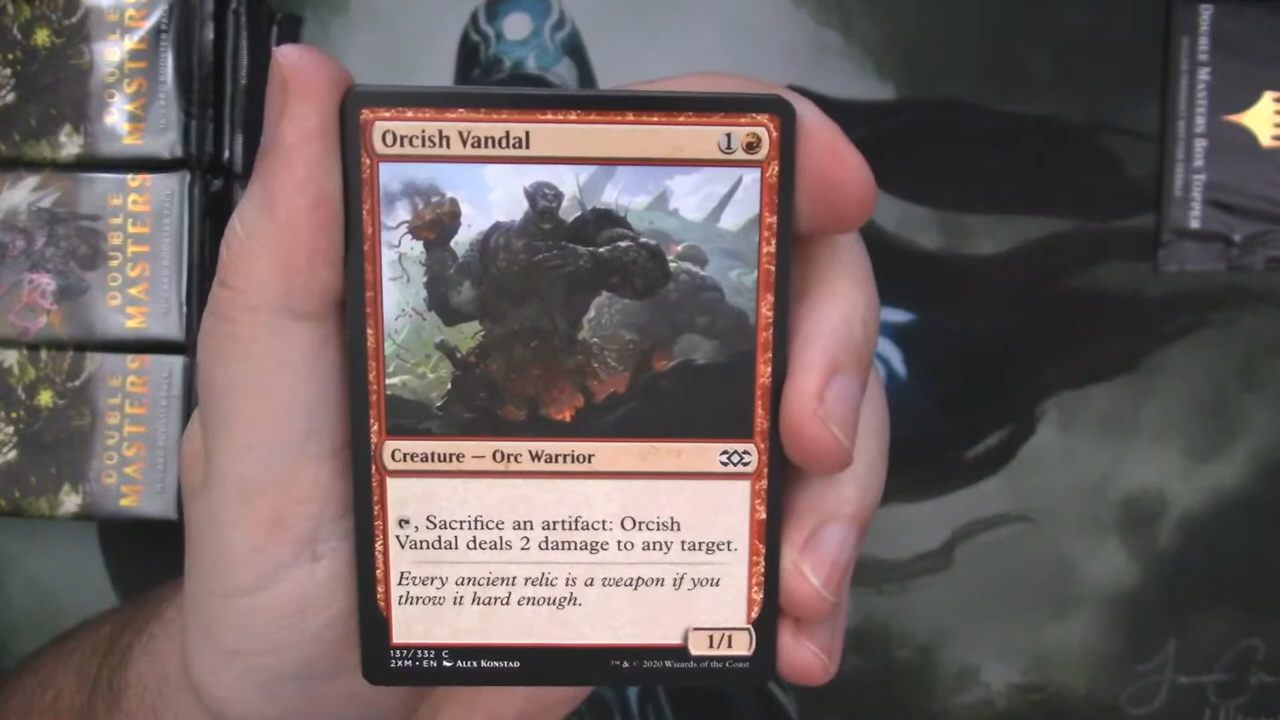 DOUBLE
MASTERS
DOUBLE
MASTERS
DOUBLE
MASTERS
Orcish Vandal
1
Creature — Orc Warrior
, Sacrifice an artifact: Orcish
Vandal deals 2 damage to any target.
Every ancient relic is a weapon if you
throw it hard enough.
1/1
137/332 C
2XM • EN ALEX KONSTAD
™ & © 2020 Wizards of the Coast
DOUBLE MASTERS BOX TOPPER